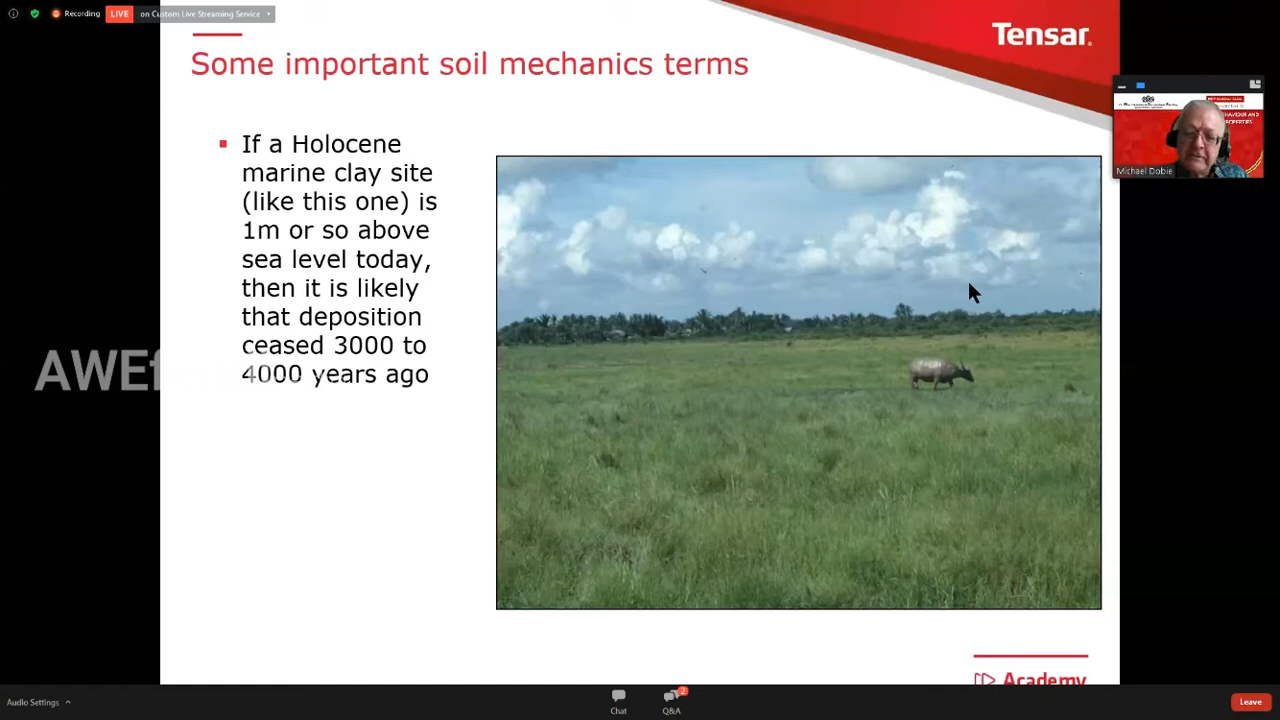 Recording
LIVE
on Custom Live Streaming Service
Tensar
Some important soil mechanics terms
If a Holocene
marine clay site
(like this one) is
1m or so above
sea level today,
then it is likely
that deposition
ceased 3000 to
4000 years ago
Michael Dobie
Academy
Audio Settings
Chat
Q&A
2
Leave